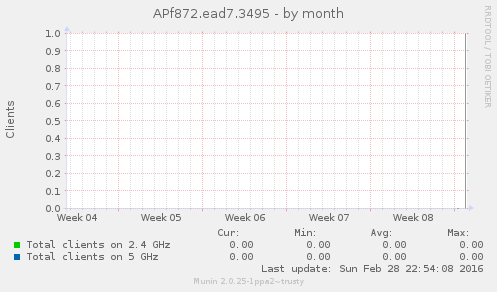 APf872.ead7.3495 - by month
RRDTOOL / TOBI OETIKER
Clients
1.0
0.9
0.8
0.7
0.6
0.5
0.4
0.3
0.2
0.1
0.0
Week 04 Week 05 Week 06 Week 07 Week 08
Cur: Min: Avg: Max:
Total clients on 2.4 GHz 0.00 0.00 0.00 0.00
Total clients on 5 GHz 0.00 0.00 0.00 0.00
Last update: Sun Feb 28 22:54:08 2016
Munin 2.0.25-1ppa2~trusty